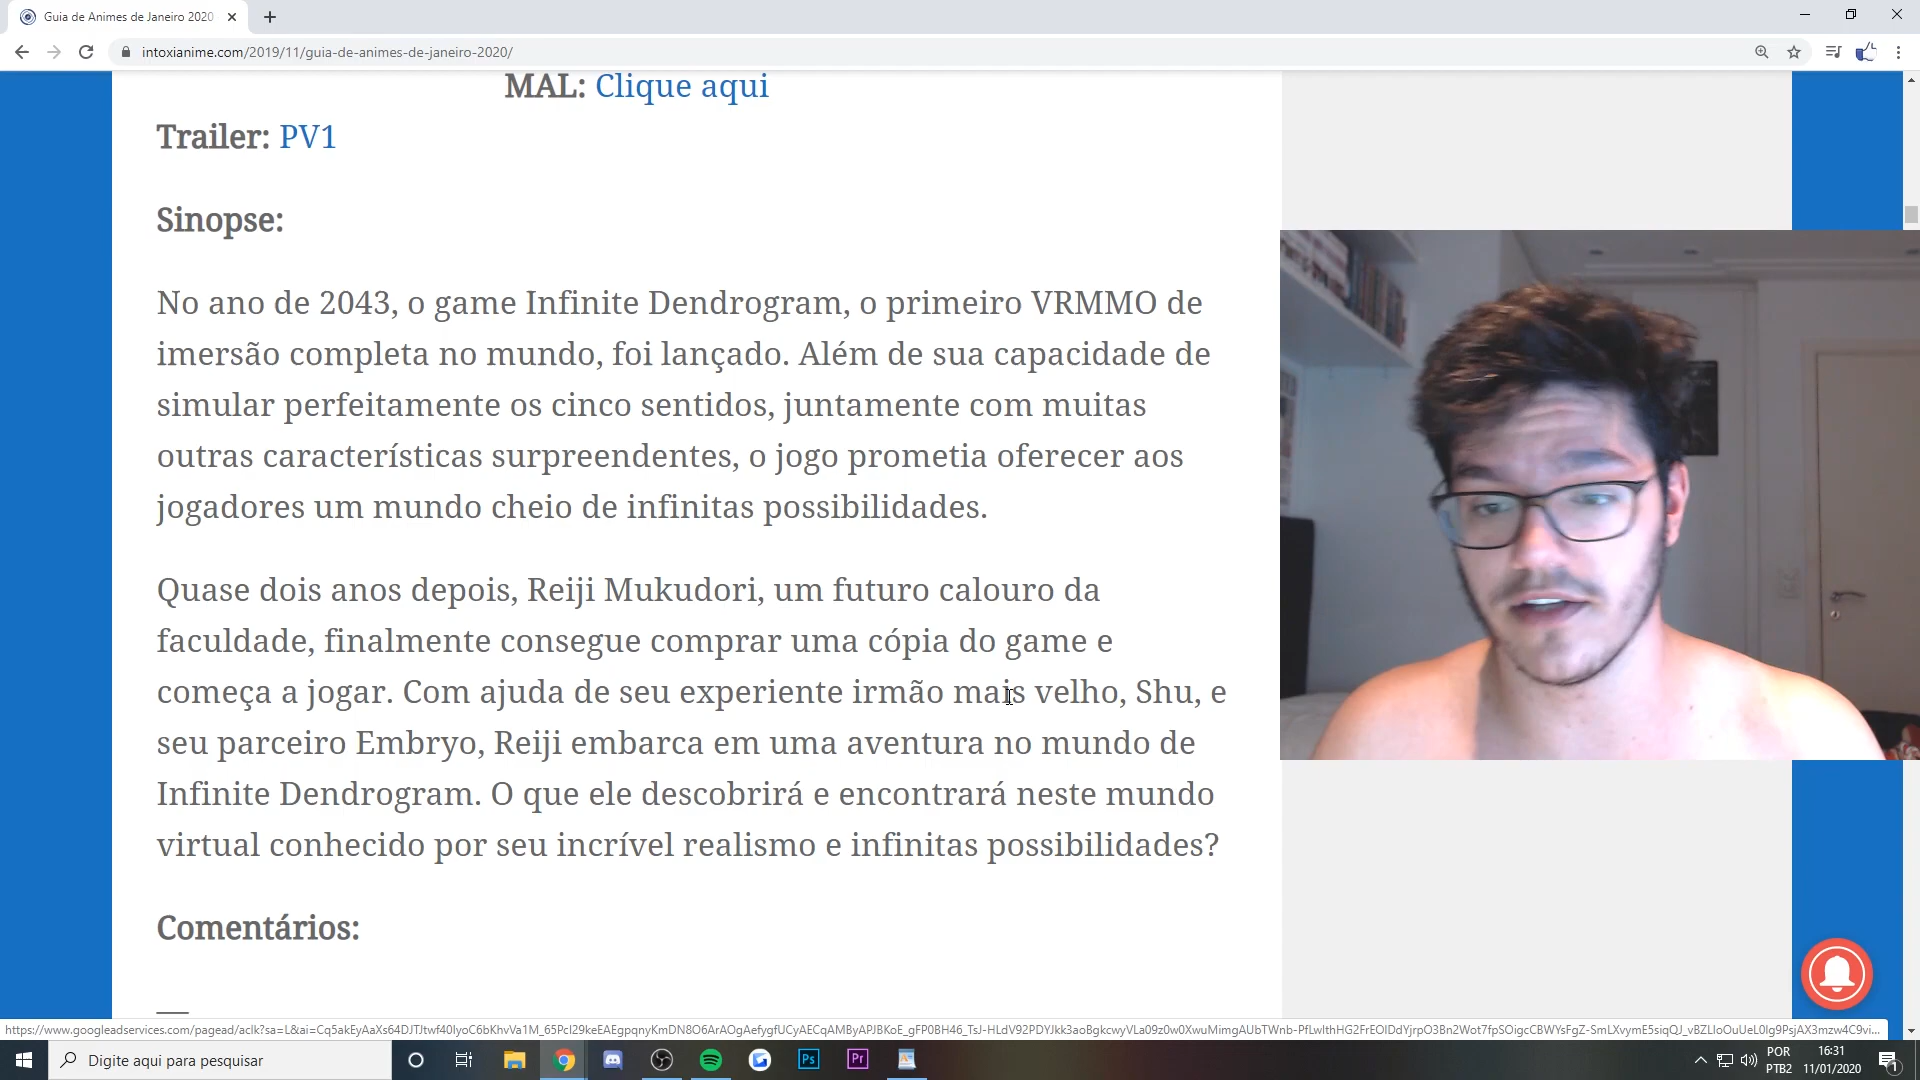 Guia de Animes de Janeiro 2020
intoxianime.com/2019/11/guia-de-animes-de-janeiro-2020/
MAL: Clique aqui
Trailer: PV1
Sinopse:
No ano de 2043, o game Infinite Dendrogram, o primeiro VRMMO de
imersão completa no mundo, foi lançado. Além de sua capacidade de
simular perfeitamente os cinco sentidos, juntamente com muitas
outras características surpreendentes, o jogo prometia oferecer aos
jogadores um mundo cheio de infinitas possibilidades.
Quase dois anos depois, Reiji Mukudori, um futuro calouro da
faculdade, finalmente consegue comprar uma cópia do game e
começa a jogar. Com ajuda de seu experiente irmão mais velho, Shu, e
seu parceiro Embryo, Reiji embarca em uma aventura no mundo de
Infinite Dendrogram. O que ele descobrirá e encontrará neste mundo
virtual conhecido por seu incrível realismo e infinitas possibilidades?
Comentários:
Digite aqui para pesquisar
Ps
Pr
POR
PTB2
16:31
11/01/2020
1